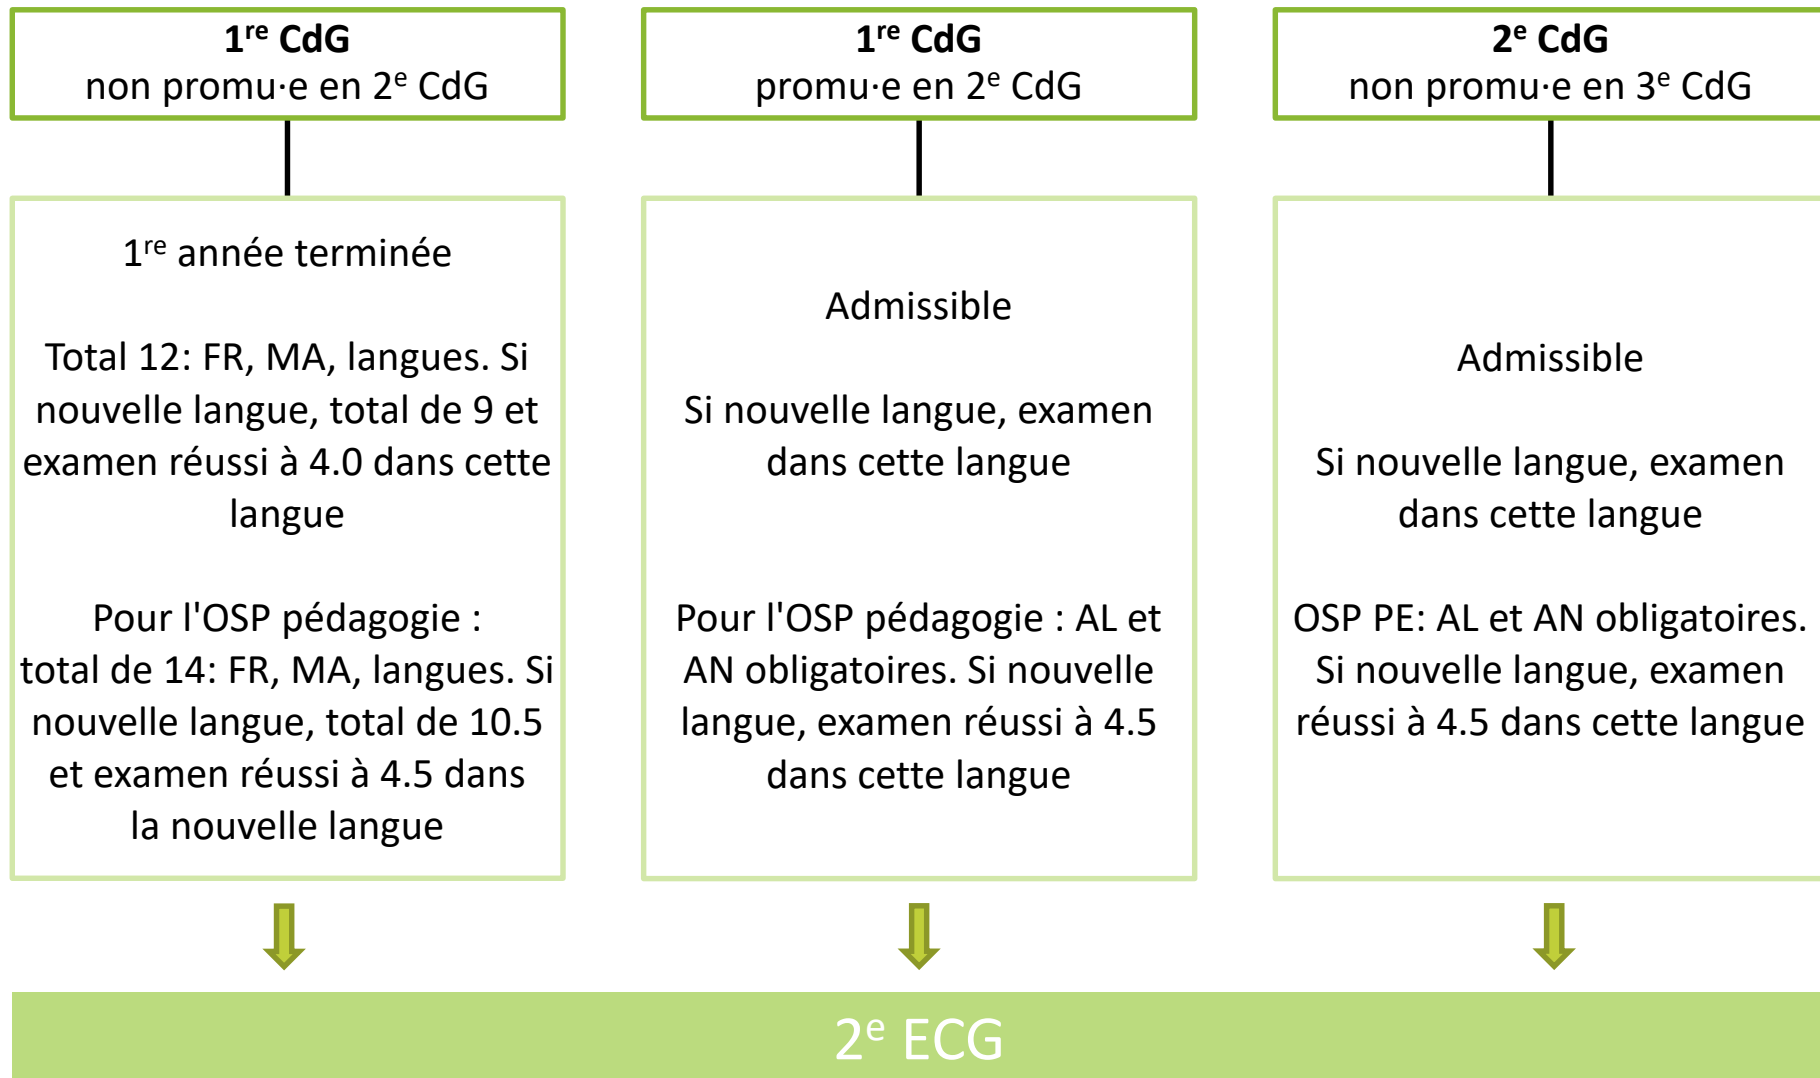 1re CdG
non promu·e en 2e CdG
1re année terminée
Total 12: FR, MA, langues. Si
nouvelle langue, total de 9 et
examen réussi à 4.0 dans cette
langue
Pour l'OSP pédagogie :
total de 14: FR, MA, langues. Si
nouvelle langue, total de 10.5
et examen réussi à 4.5 dans
la nouvelle langue
1re CdG
promu·e en 2e CdG
Admissible
Si nouvelle langue, examen
dans cette langue
Pour l'OSP pédagogie : AL et
AN obligatoires. Si nouvelle
langue, examen réussi à 4.5
dans cette langue
2e CdG
non promu·e en 3e CdG
Admissible
Si nouvelle langue, examen
dans cette langue
OSP PE: AL et AN obligatoires.
Si nouvelle langue, examen
réussi à 4.5 dans cette langue
2e ECG